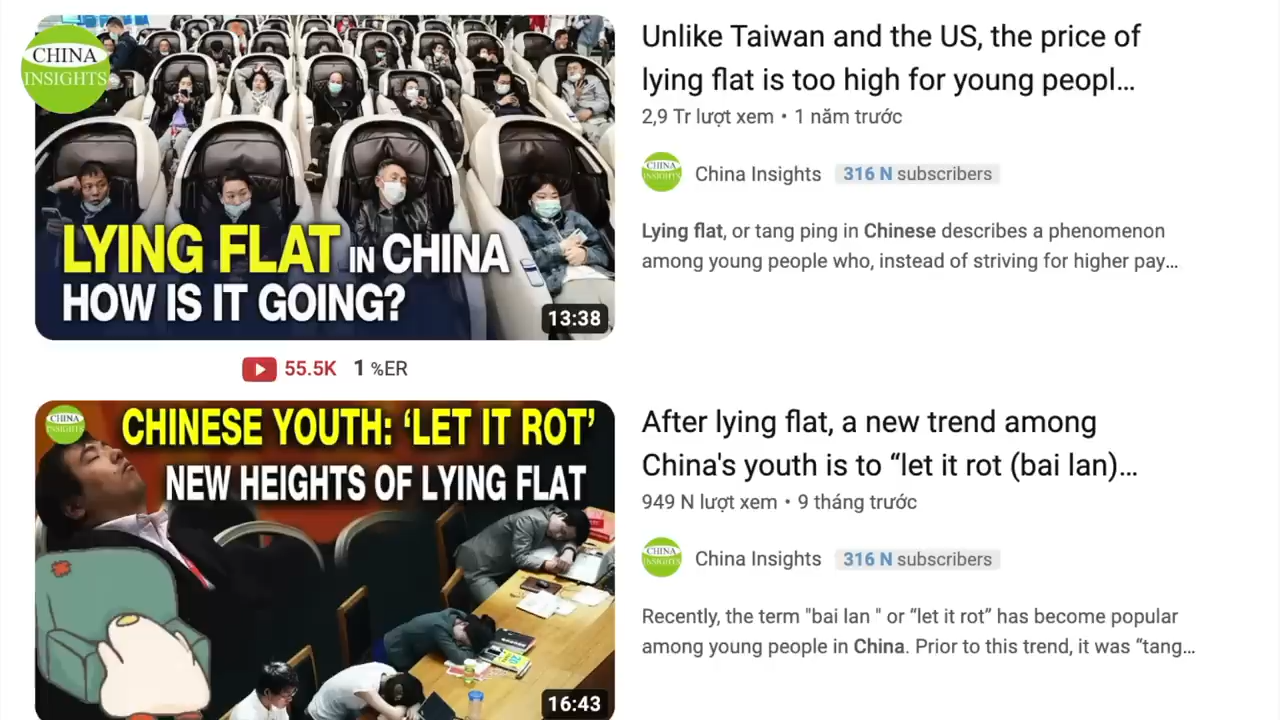 CHINA
INSIGHTS
LYING FLAT IN CHINA
HOW IS IT GOING?
13:38
Unlike Taiwan and the US, the price of
lying flat is too high for young peopl...
2,9 Tr lượt xem • 1 năm trước
CHINA
INSIGHTS
China Insights 316 N subscribers
Lying flat, or tang ping in Chinese describes a phenomenon
among young people who, instead of striving for higher pay...
55.5K 1 %ER
CHINA
INSIGHTS
CHINESE YOUTH: ‘LET IT ROT’
NEW HEIGHTS OF LYING FLAT
16:43
After lying flat, a new trend among
China's youth is to “let it rot (bai lan)...
949 N lượt xem • 9 tháng trước
CHINA
INSIGHTS
China Insights 316 N subscribers
Recently, the term "bai lan " or “let it rot” has become popular
among young people in China. Prior to this trend, it was “tang...